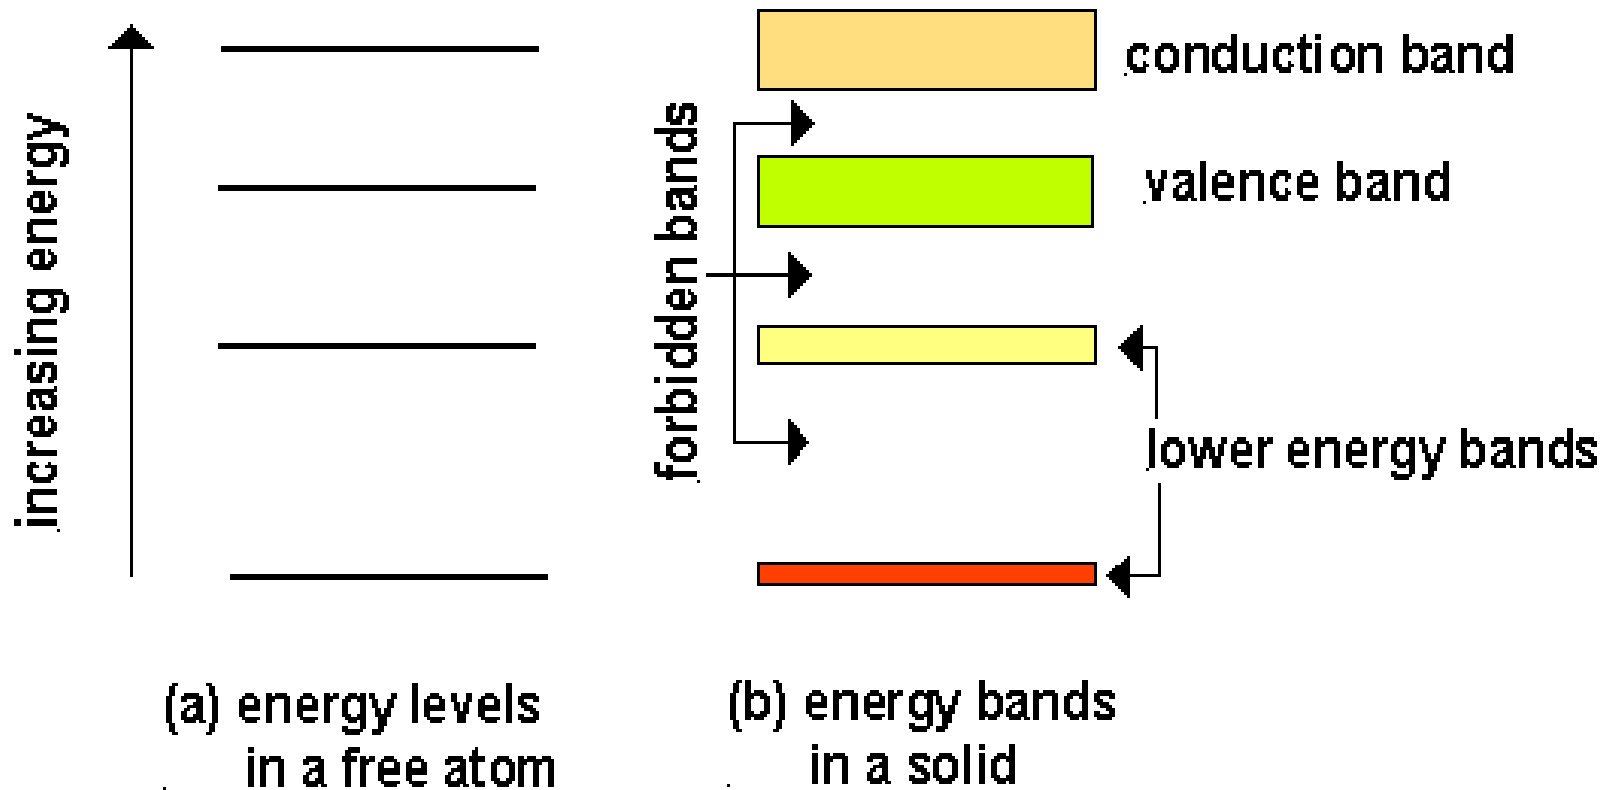 increasing energy
forbidden bands
conduction band
valence band
lower energy bands
(a) energy levels
in a free atom
(b) energy bands
in a solid